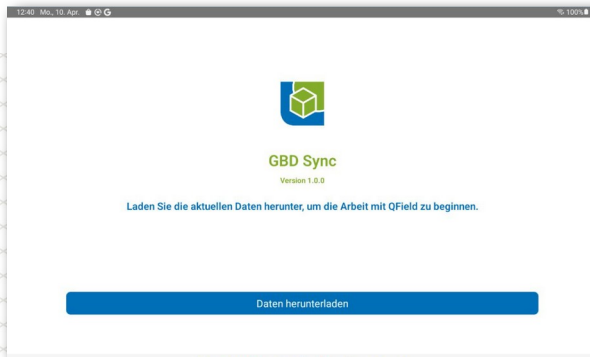 12:40 Mo., 10. Apr. G 100%
GBD Sync
Version 1.0.0
Laden Sie die aktuellen Daten herunter, um die Arbeit mit QField zu beginnen.
Daten herunterladen